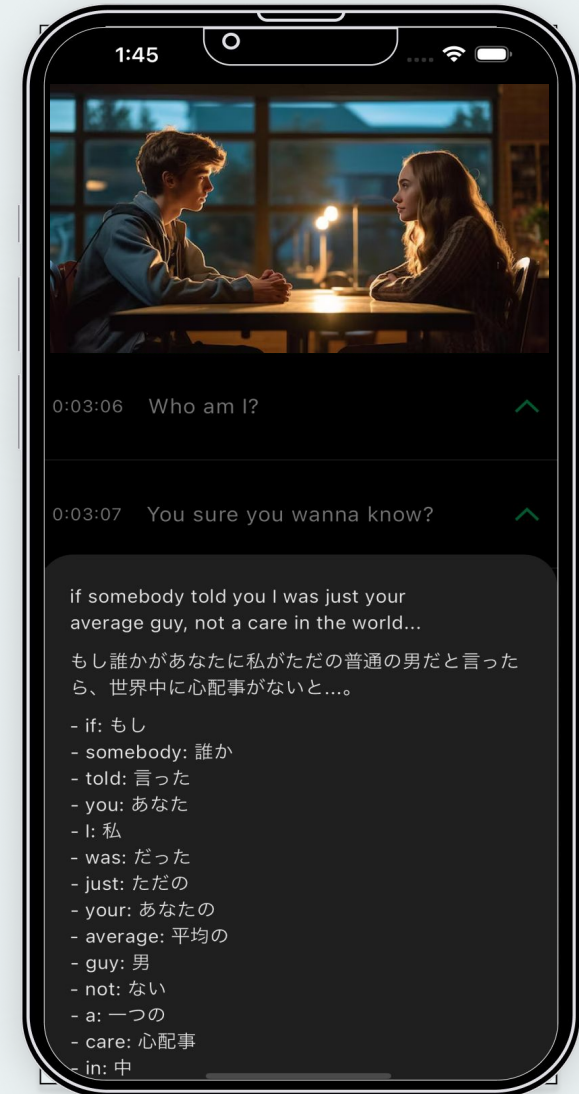 1:45
0:03:06 Who am I?
0:03:07 You sure you wanna know?
if somebody told you I was just your
average guy, not a care in the world...
もし誰かがあなたに私がただの普通の男だと言った
ら、世界中に心配事がないと...。
- if: もし
- somebody: 誰か
- told: 言った
- you: あなた
- I: 私
- was: だった
- just: ただの
- your: あなたの
- average: 平均の
- guy: 男
- not: ない
- a: 一つの
- care: 心配事
- in: 中